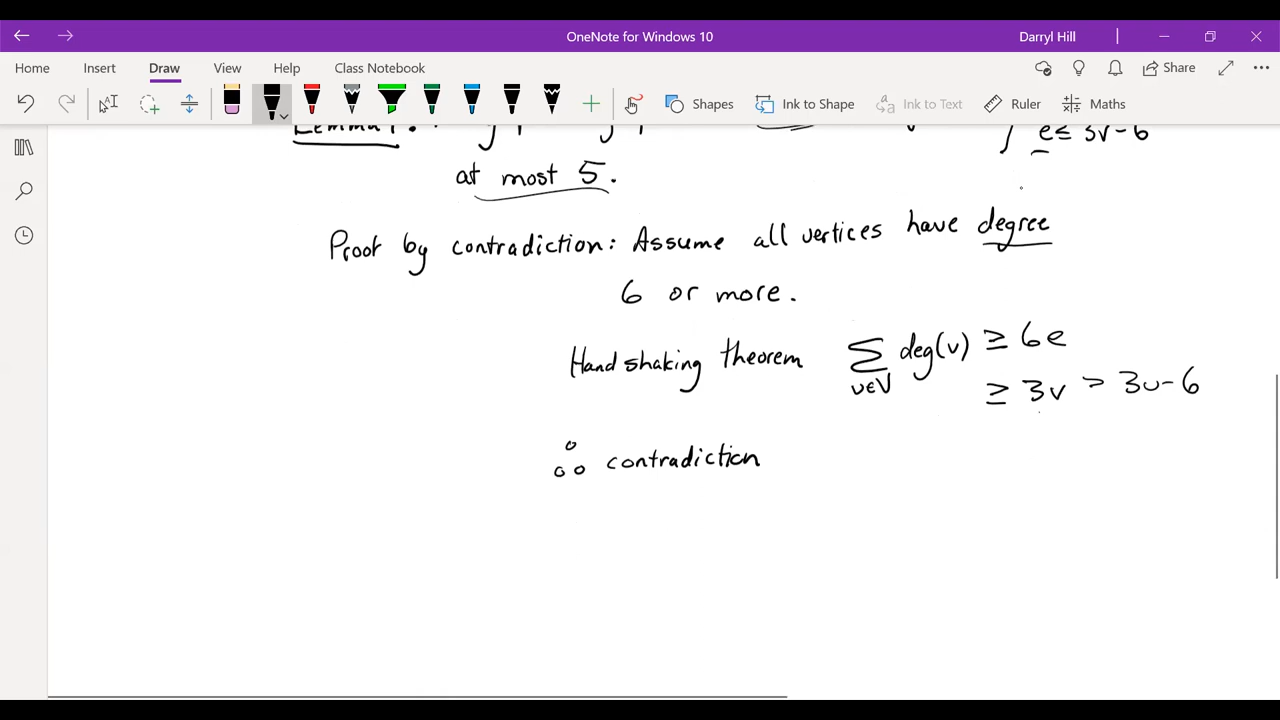 OneNote for Windows 10
Darryl Hill
Home Insert Draw View Help Class Notebook
Share
Shapes Ink to Shape Ink to Text Ruler Maths
Lemma 1:
e ≤ 3v - 6
at most 5.
Proof by contradiction: Assume all vertices have degree
6 or more.
Handshaking theorem ∑ deg(v) ≥ 6e
v∈V
≥ 3v > 3v - 6
∴ contradiction